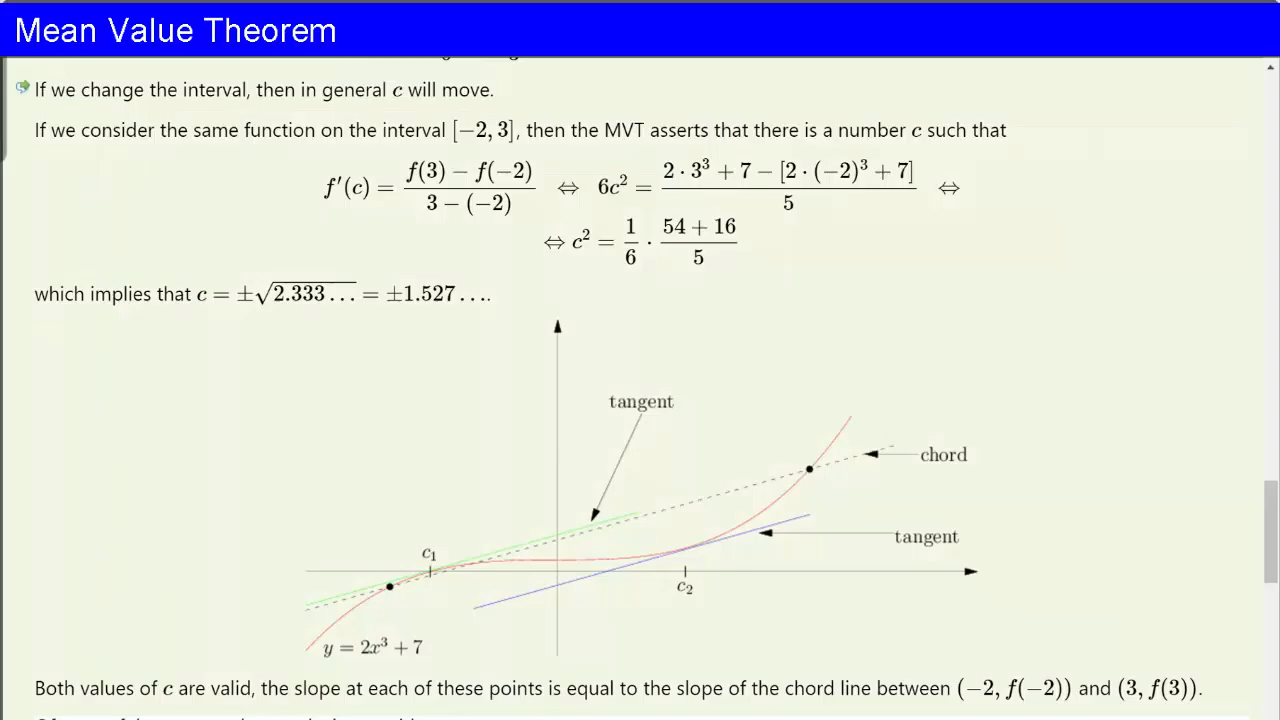 Mean Value Theorem
If we change the interval, then in general c will move.
If we consider the same function on the interval [−2, 3], then the MVT asserts that there is a number c such that
f′(c) = (f(3) − f(−2))/(3 − (−2)) ⇔ 6c² = (2 · 3³ + 7 − [2 · (−2)³ + 7])/5 ⇔
⇔ c² = 1/6 · (54 + 16)/5
which implies that c = ±√2.333... = ±1.527....
tangent
chord
tangent
c₁
c₂
y = 2x³ + 7
Both values of c are valid, the slope at each of these points is equal to the slope of the chord line between (−2, f(−2)) and (3, f(3)).